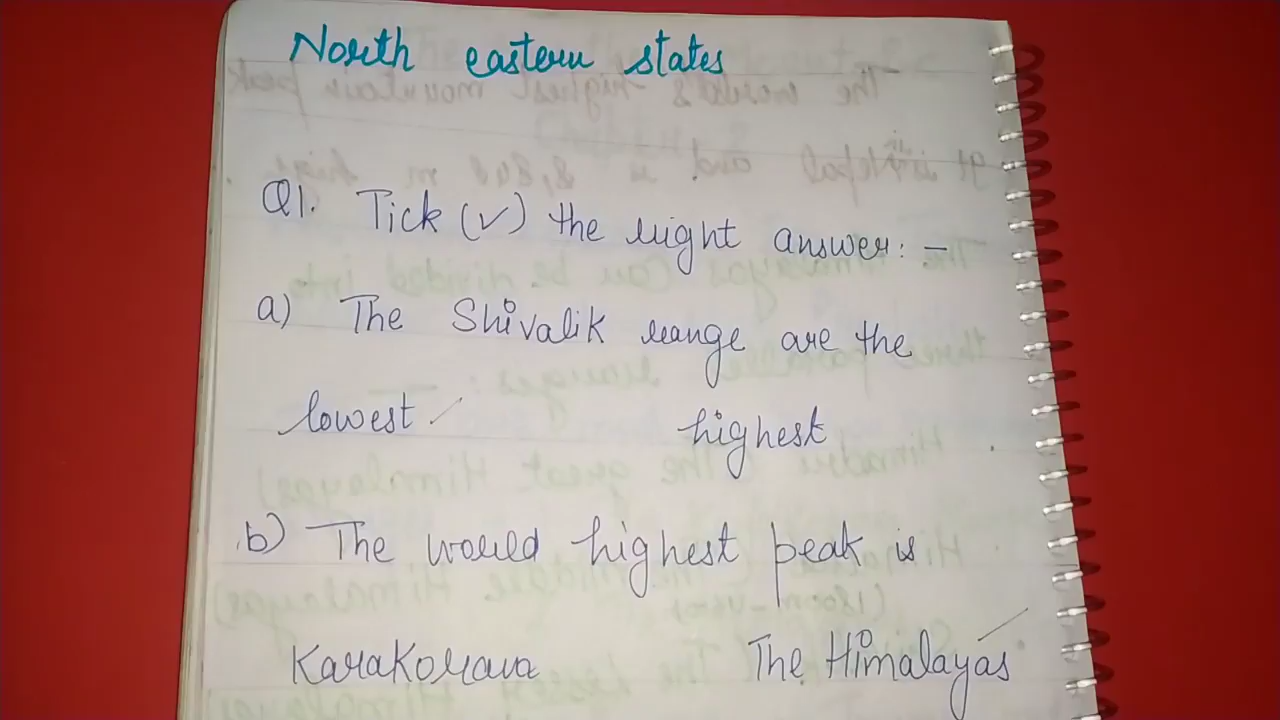 North eastern states
Q1. Tick (✓) the right answer: –
a) The Shivalik range are the
lowest ✓ highest
b) The world highest peak is
Karakoram The Himalayas ✓